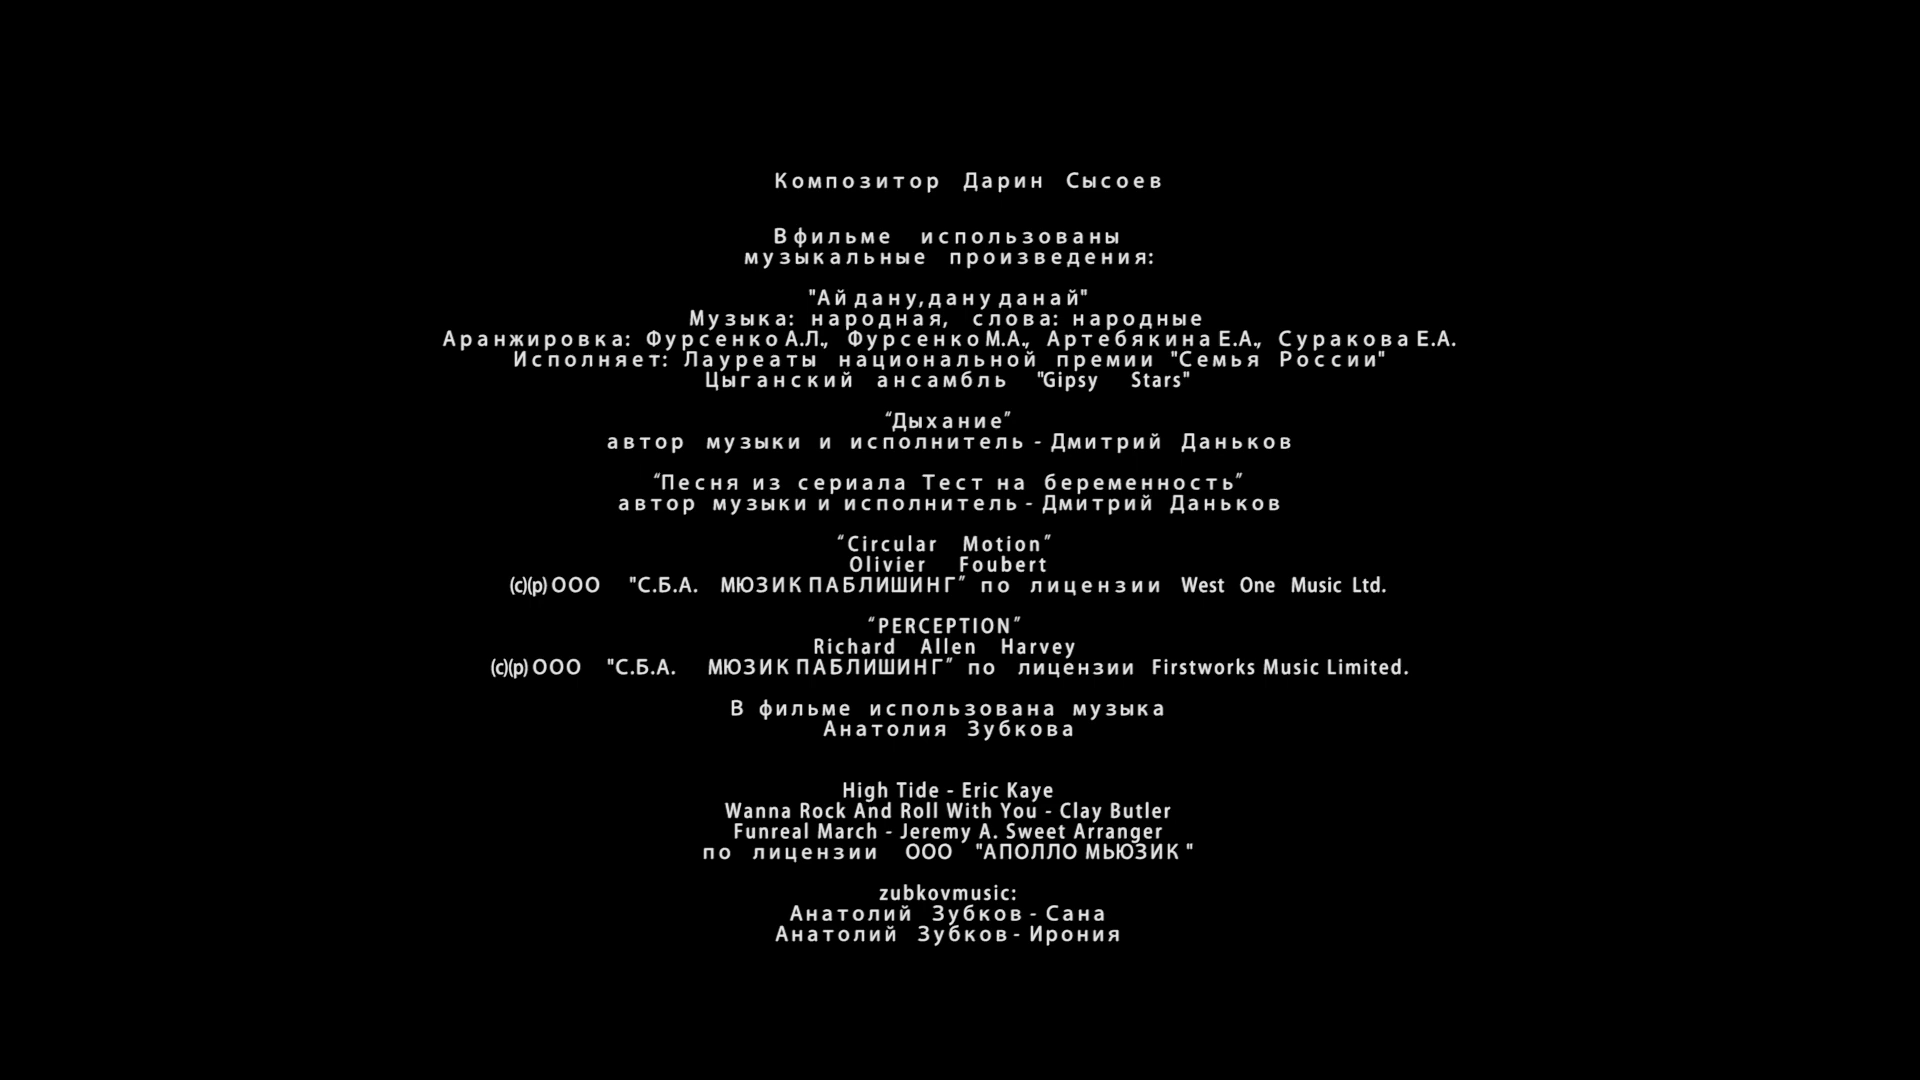 Композитор Дарин Сысоев
В фильме использованы
музыкальные произведения:
"Ай дану, дану данай"
Музыка: народная, слова: народные
Аранжировка: Фурсенко А.Л., Фурсенко М.А., Артебякина Е.А., Суракова Е.А.
Исполняет: Лауреаты национальной премии "Семья России"
Цыганский ансамбль "Gipsy Stars"
“Дыхание”
автор музыки и исполнитель - Дмитрий Даньков
“Песня из сериала Тест на беременность”
автор музыки и исполнитель - Дмитрий Даньков
“Circular Motion”
Olivier Foubert
(c)(p) ООО "С.Б.А. МЮЗИК ПАБЛИШИНГ” по лицензии West One Music Ltd.
“PERCEPTION”
Richard Allen Harvey
(c)(p) ООО "С.Б.А. МЮЗИК ПАБЛИШИНГ” по лицензии Firstworks Music Limited.
В фильме использована музыка
Анатолия Зубкова
High Tide - Eric Kaye
Wanna Rock And Roll With You - Clay Butler
Funreal March - Jeremy A. Sweet Arranger
по лицензии ООО "АПОЛЛО МЬЮЗИК "
zubkovmusic:
Анатолий Зубков - Сана
Анатолий Зубков - Ирония